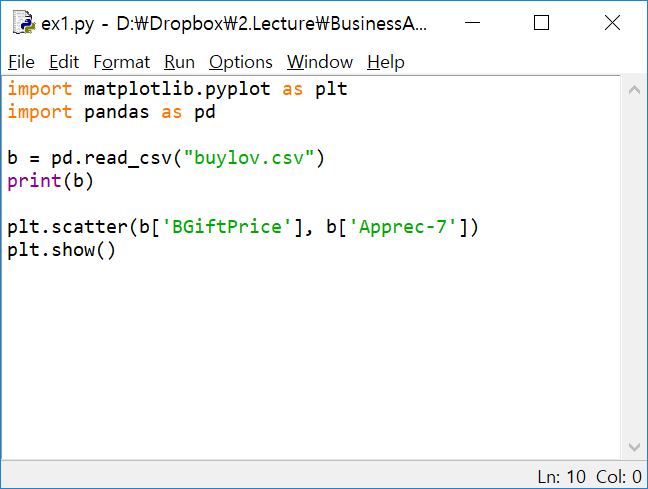 ex1.py - D:₩Dropbox₩2.Lecture₩BusinessA...
File Edit Format Run Options Window Help
import matplotlib.pyplot as plt
import pandas as pd
b = pd.read_csv("buylov.csv")
print(b)
plt.scatter(b['BGiftPrice'], b['Apprec-7'])
plt.show()
Ln: 10 Col: 0